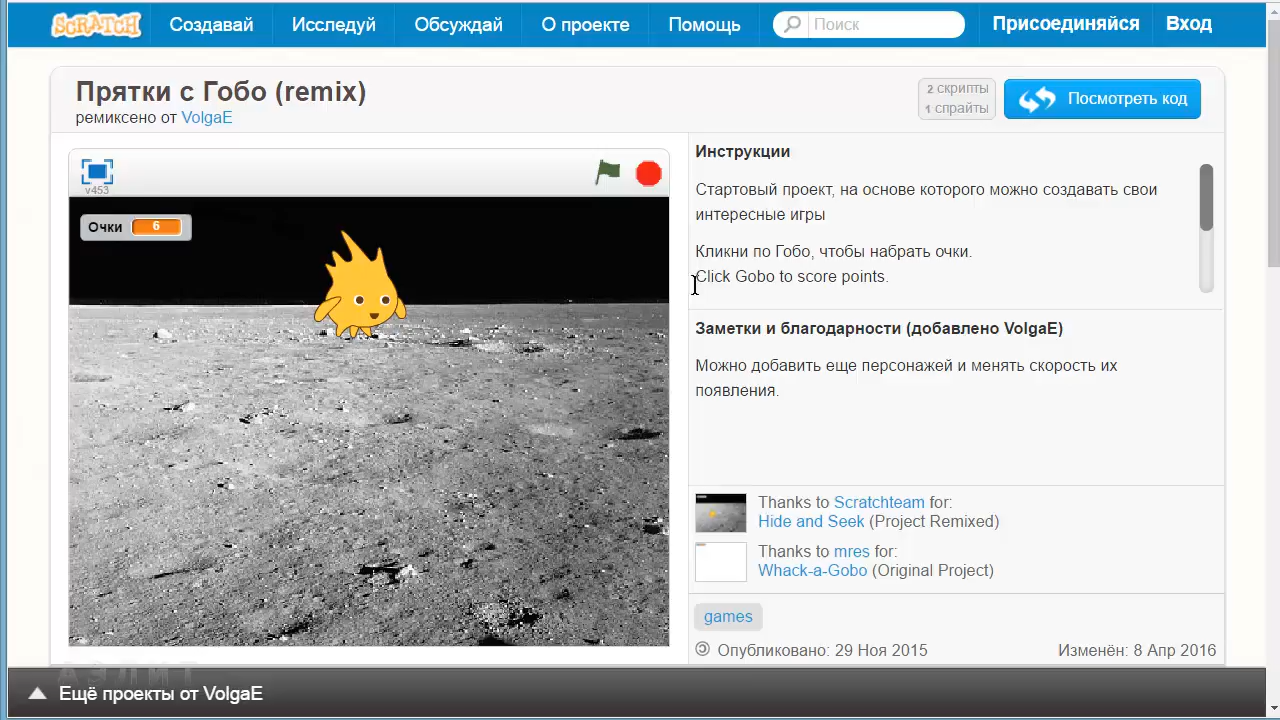 SCRATCH
Создавай
Исследуй
Обсуждай
О проекте
Помощь
Поиск
Присоединяйся
Вход
Прятки с Гобо (remix)
ремиксено от VolgaE
2 скрипты
1 спрайты
Посмотреть код
v453
Очки 6
Инструкции
Стартовый проект, на основе которого можно создавать свои
интересные игры
Кликни по Гобо, чтобы набрать очки.
Click Gobo to score points.
Заметки и благодарности (добавлено VolgaE)
Можно добавить еще персонажей и менять скорость их
появления.
Thanks to Scratchteam for:
Hide and Seek (Project Remixed)
Thanks to mres for:
Whack-a-Gobo (Original Project)
games
Опубликовано: 29 Ноя 2015
Изменён: 8 Апр 2016
Ещё проекты от VolgaE